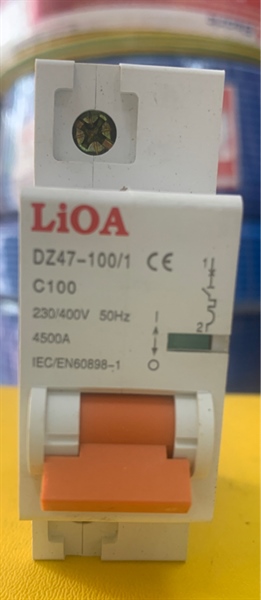 LiOA
DZ47-100/1 CE
C100
230/400V 50Hz
4500A
IEC/EN60898-1
1
2
I
O